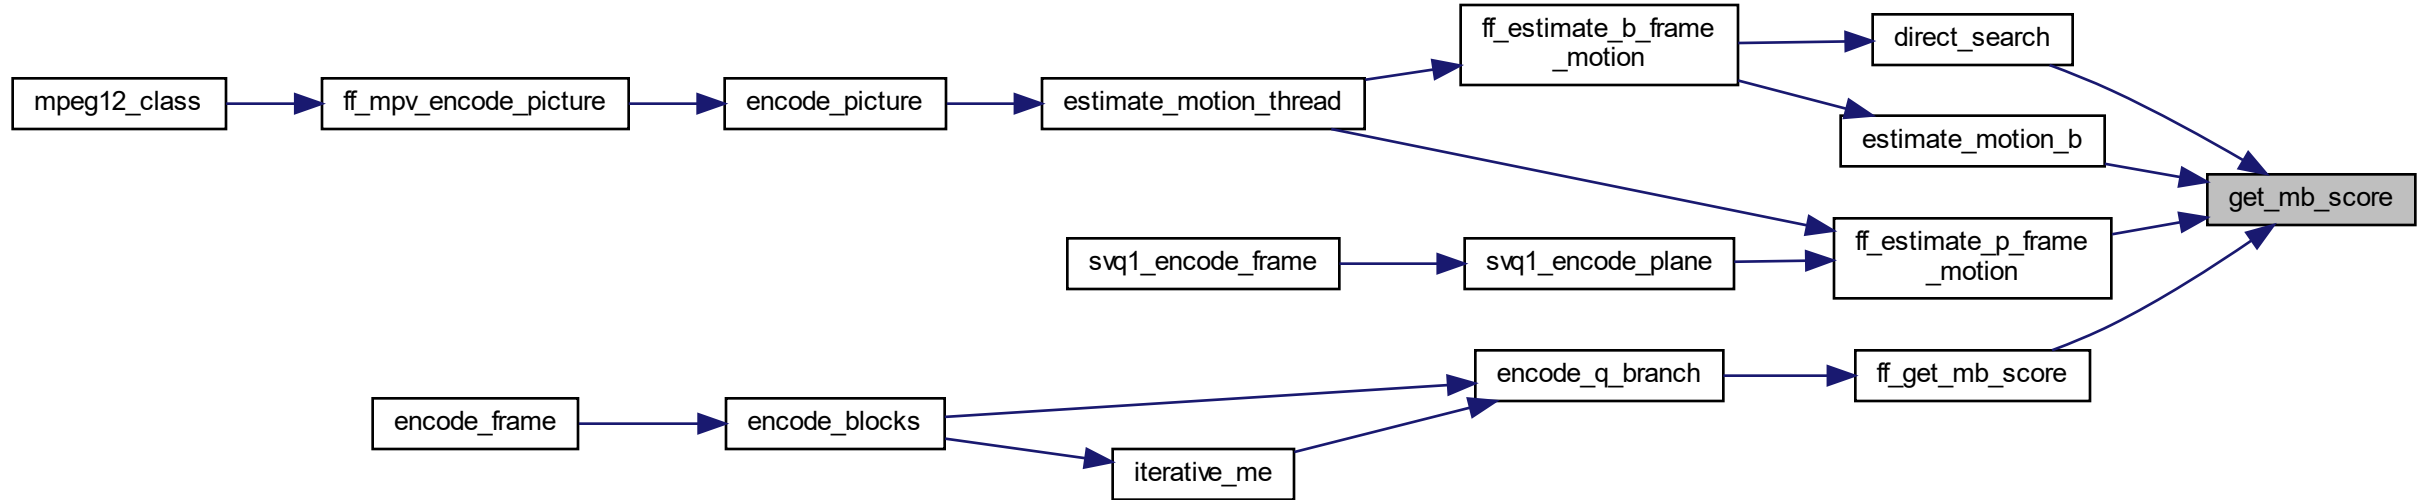 ff_estimate_b_frame
_motion
direct_search
mpeg12_class
ff_mpv_encode_picture
encode_picture
estimate_motion_thread
estimate_motion_b
get_mb_score
ff_estimate_p_frame
_motion
svq1_encode_frame
svq1_encode_plane
encode_q_branch
ff_get_mb_score
encode_frame
encode_blocks
iterative_me